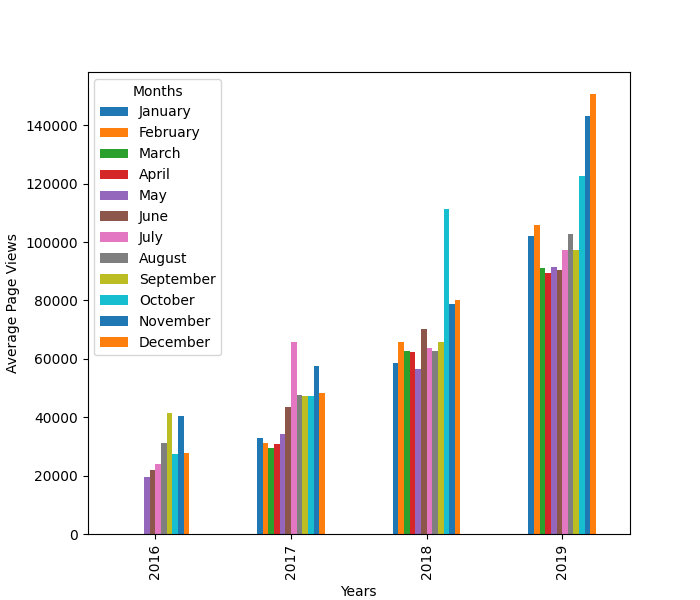 Months
January
February
March
April
May
June
July
August
September
October
November
December
Average Page Views
140000
120000
100000
80000
60000
40000
20000
0
2016
2017
2018
2019
Years